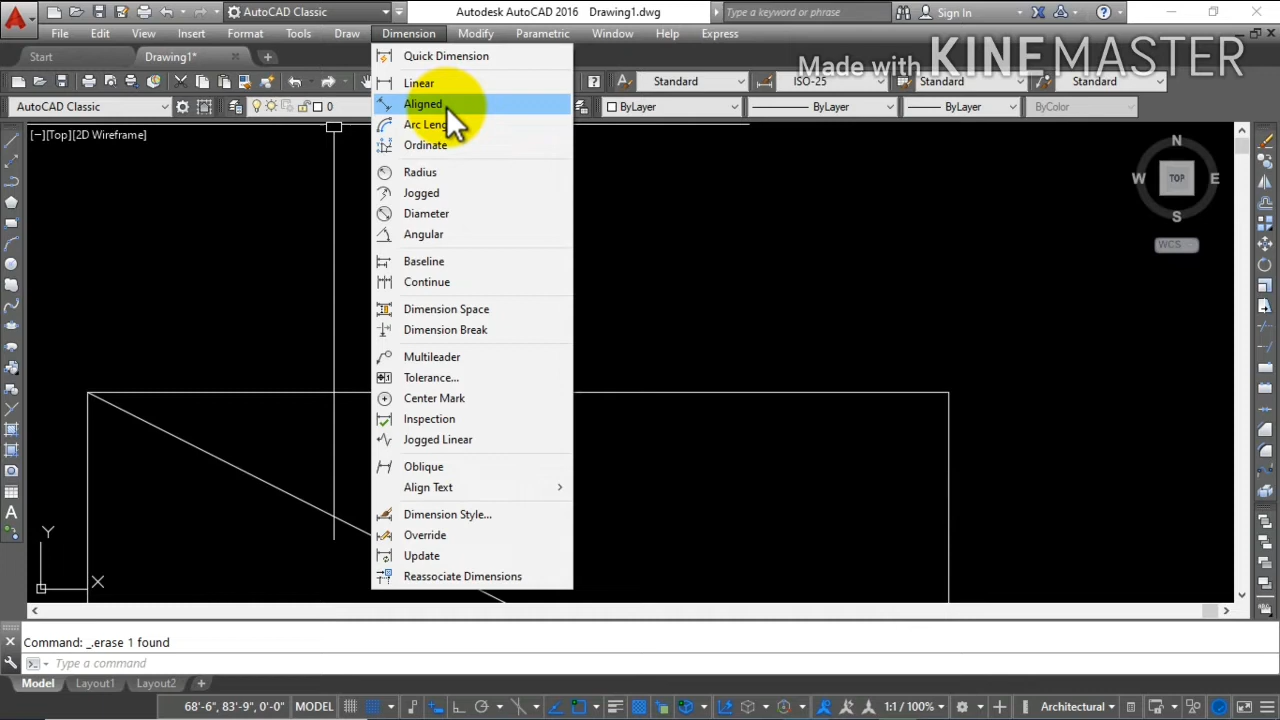 AutoCAD Classic
Autodesk AutoCAD 2016 Drawing1.dwg
Type a keyword or phrase
Sign In
File Edit View Insert Format Tools Draw Dimension Modify Parametric Window Help Express
Made with KINEMASTER
Start Drawing1*
Standard ISO-25 Standard Standard
AutoCAD Classic 0 ByLayer ByLayer ByLayer ByColor
[−][Top][2D Wireframe]
Quick Dimension
Linear
Aligned
Arc Leng
Ordinate
Radius
Jogged
Diameter
Angular
Baseline
Continue
Dimension Space
Dimension Break
Multileader
Tolerance...
Center Mark
Inspection
Jogged Linear
Oblique
Align Text
Dimension Style...
Override
Update
Reassociate Dimensions
N
W TOP E
S
WCS
Y
X
Command: _.erase 1 found
Type a command
Model Layout1 Layout2
68'-6", 83'-9", 0'-0" MODEL 1:1 / 100% Architectural